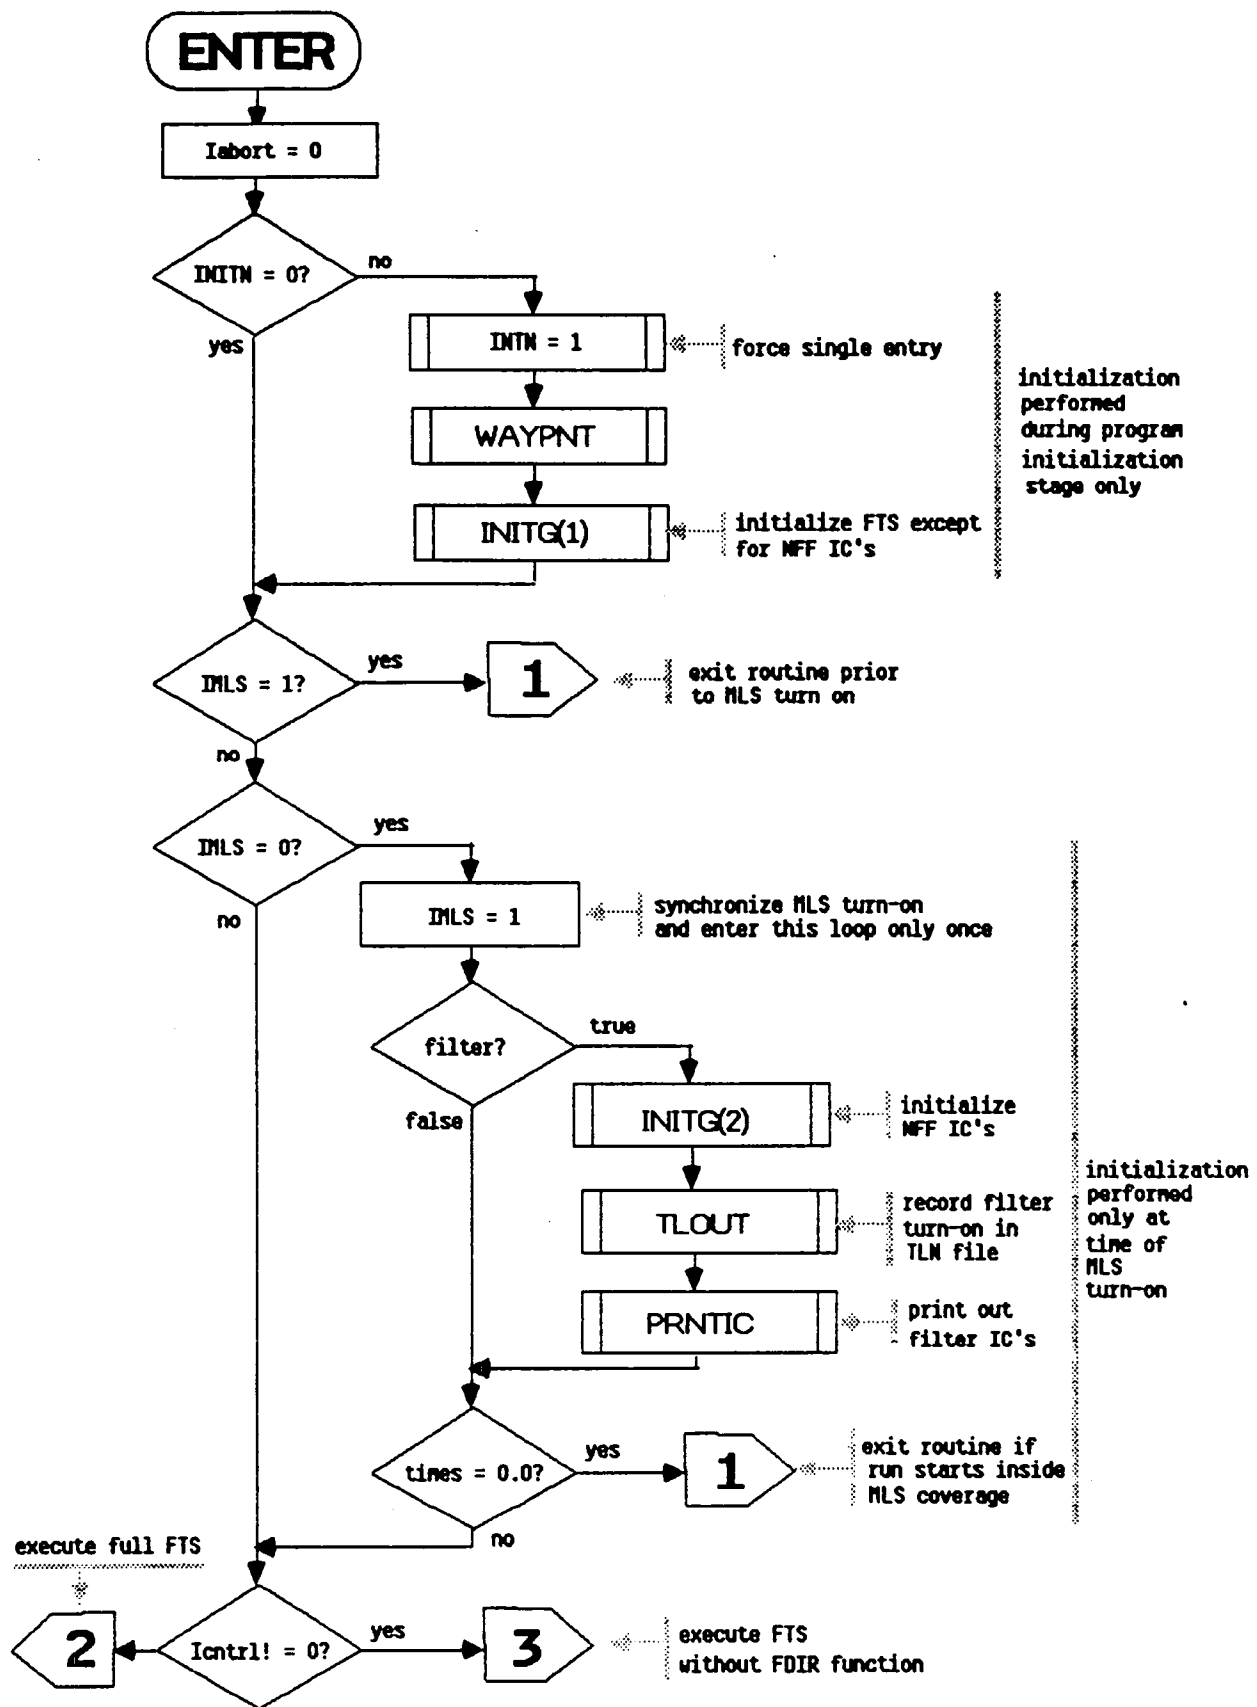 ENTER
Iabort = 0
INITN = 0?
no
yes
INTN = 1
force single entry
WAYPNT
INITG(1)
initialize FTS except
for NFF IC's
initialization
performed
during program
initialization
stage only
IMLS = 1?
yes
1
exit routine prior
to MLS turn on
no
IMLS = 0?
yes
no
IMLS = 1
synchronize MLS turn-on
and enter this loop only once
filter?
true
false
INITG(2)
initialize
NFF IC's
TLOUT
record filter
turn-on in
TLN file
PRNTIC
print out
filter IC's
initialization
performed
only at
time of
MLS
turn-on
times = 0.0?
yes
1
exit routine if
run starts inside
MLS coverage
no
execute full FTS
2
Icntrl! = 0?
yes
3
execute FTS
without FDIR function